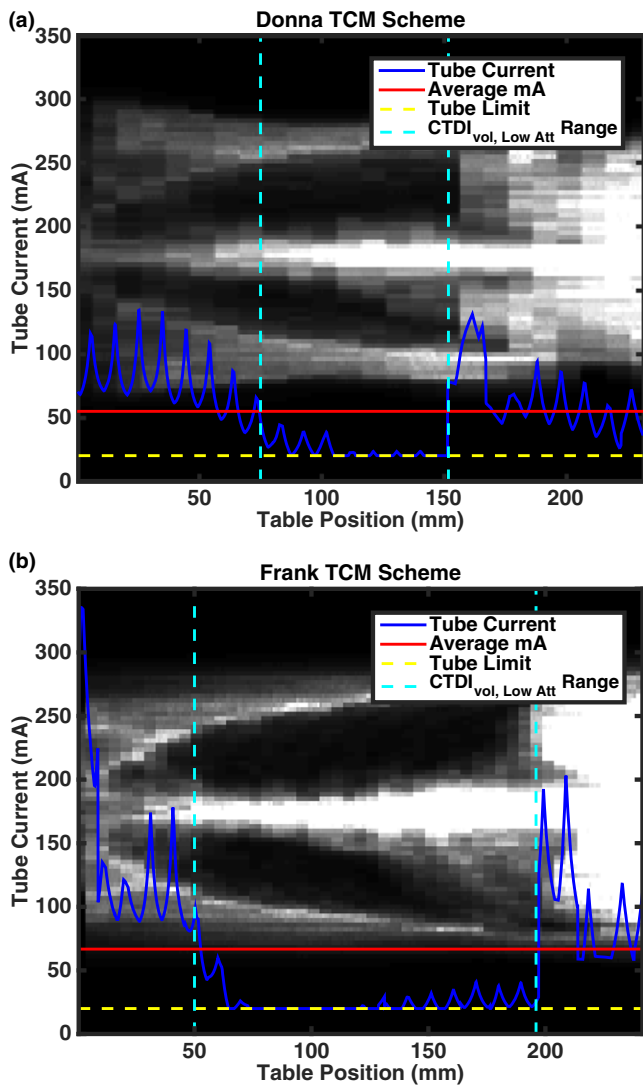 (a)
Donna TCM Scheme
350
300
250
200
150
100
50
0
Tube Current (mA)
Tube Current
Average mA
Tube Limit
CTDIvol, Low Att Range
50
100
150
200
Table Position (mm)
(b)
Frank TCM Scheme
350
300
250
200
150
100
50
0
Tube Current (mA)
Tube Current
Average mA
Tube Limit
CTDIvol, Low Att Range
50
100
150
200
Table Position (mm)